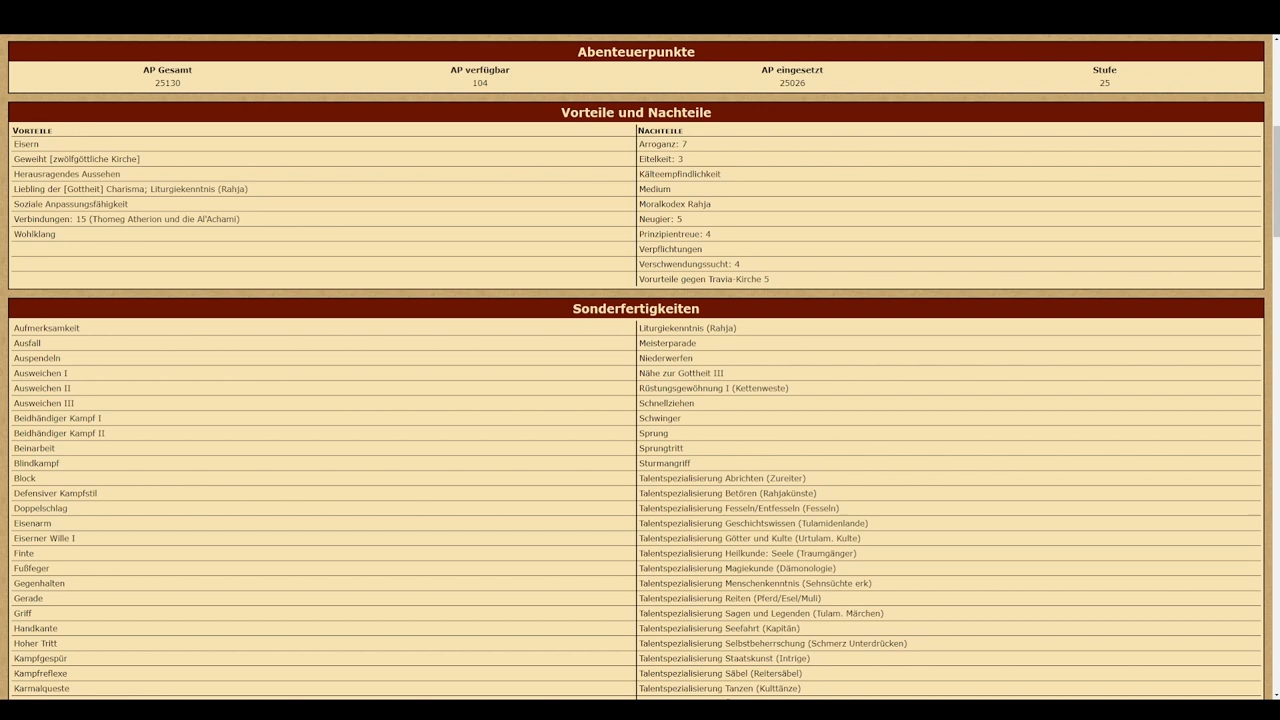 Abenteuerpunkte
AP Gesamt AP verfügbar AP eingesetzt Stufe
25130 104 25026 25
Vorteile und Nachteile
Vorteile
Eisern
Geweiht [zwölfgöttliche Kirche]
Herausragendes Aussehen
Liebling der [Gottheit] Charisma; Liturgiekenntnis (Rahja)
Soziale Anpassungsfähigkeit
Verbindungen: 15 (Thomeg Atherion und die Al'Achami)
Wohlklang
Nachteile
Arroganz: 7
Eitelkeit: 3
Kälteempfindlichkeit
Medium
Moralkodex Rahja
Neugier: 5
Prinzipientreue: 4
Verpflichtungen
Verschwendungssucht: 4
Vorurteile gegen Travia-Kirche 5
Sonderfertigkeiten
Aufmerksamkeit
Ausfall
Auspendeln
Ausweichen I
Ausweichen II
Ausweichen III
Beidhändiger Kampf I
Beidhändiger Kampf II
Beinarbeit
Blindkampf
Block
Defensiver Kampfstil
Doppelschlag
Eisenarm
Eiserner Wille I
Finte
Fußfeger
Gegenhalten
Gerade
Griff
Handkante
Hoher Tritt
Kampfgespür
Kampfreflexe
Karmalqueste
Liturgiekenntnis (Rahja)
Meisterparade
Niederwerfen
Nähe zur Gottheit III
Rüstungsgewöhnung I (Kettenweste)
Schnellziehen
Schwinger
Sprung
Sprungtritt
Sturmangriff
Talentspezialisierung Abrichten (Zureiter)
Talentspezialisierung Betören (Rahjakünste)
Talentspezialisierung Fesseln/Entfesseln (Fesseln)
Talentspezialisierung Geschichtswissen (Tulamidenlande)
Talentspezialisierung Götter und Kulte (Urtulam. Kulte)
Talentspezialisierung Heilkunde: Seele (Traumgänger)
Talentspezialisierung Magiekunde (Dämonologie)
Talentspezialisierung Menschenkenntnis (Sehnsüchte erk)
Talentspezialisierung Reiten (Pferd/Esel/Muli)
Talentspezialisierung Sagen und Legenden (Tulam. Märchen)
Talentspezialisierung Seefahrt (Kapitän)
Talentspezialisierung Selbstbeherrschung (Schmerz Unterdrücken)
Talentspezialisierung Staatskunst (Intrige)
Talentspezialisierung Säbel (Reitersäbel)
Talentspezialisierung Tanzen (Kulttänze)